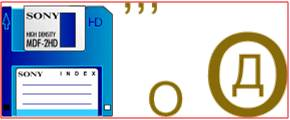 SONY
HD
HIGH DENSITY
MDF-2HD
SONY INDEX
,,,
О
Д